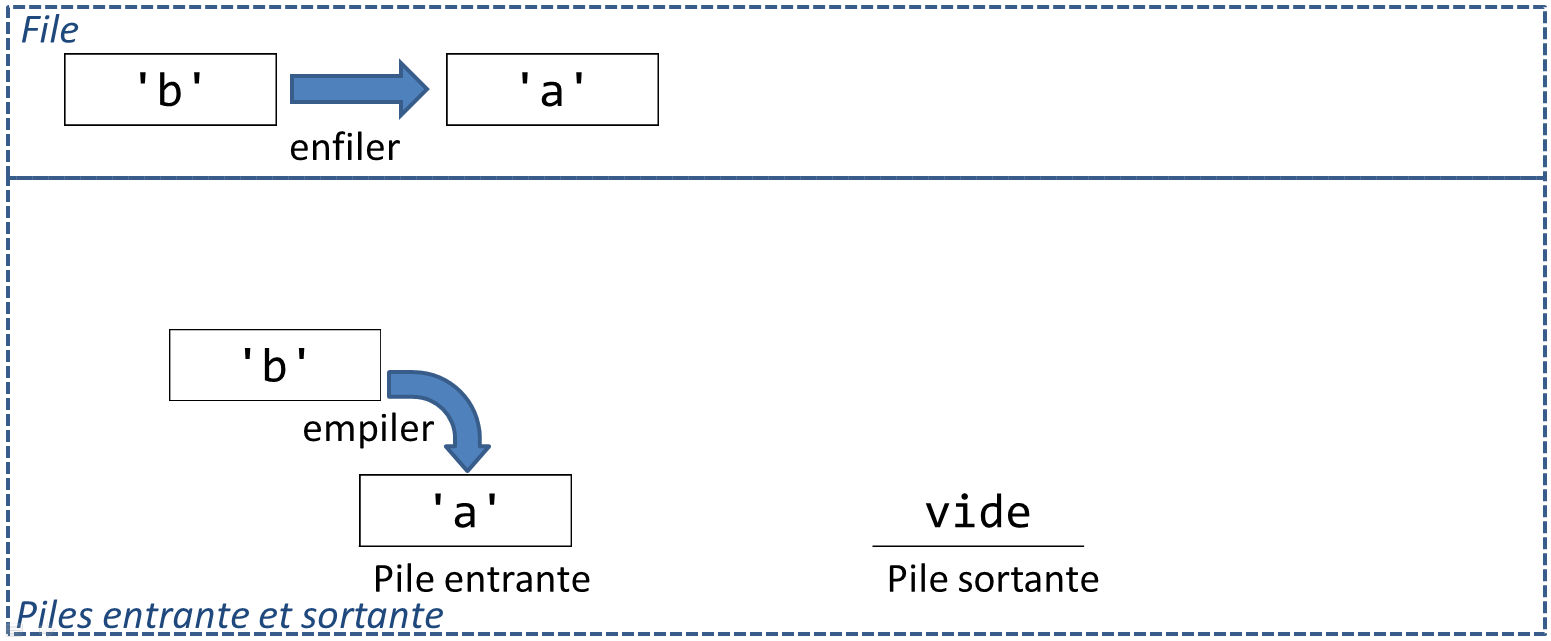 File
'b'
'a'
enfiler
'b'
empiler
'a'
vide
Pile entrante
Pile sortante
Piles entrante et sortante